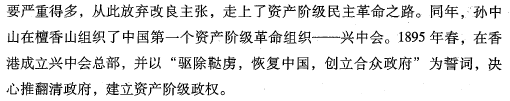 要严重得多，从此放弃改良主张，走上了资产阶级民主革命之路。同年，孙中
山在檀香山组织了中国第一个资产阶级革命组织——兴中会。1895 年春，在香
港成立兴中会总部，并以“驱除鞑虏，恢复中国，创立合众政府”为誓词，决
心推翻清政府，建立资产阶级政权。